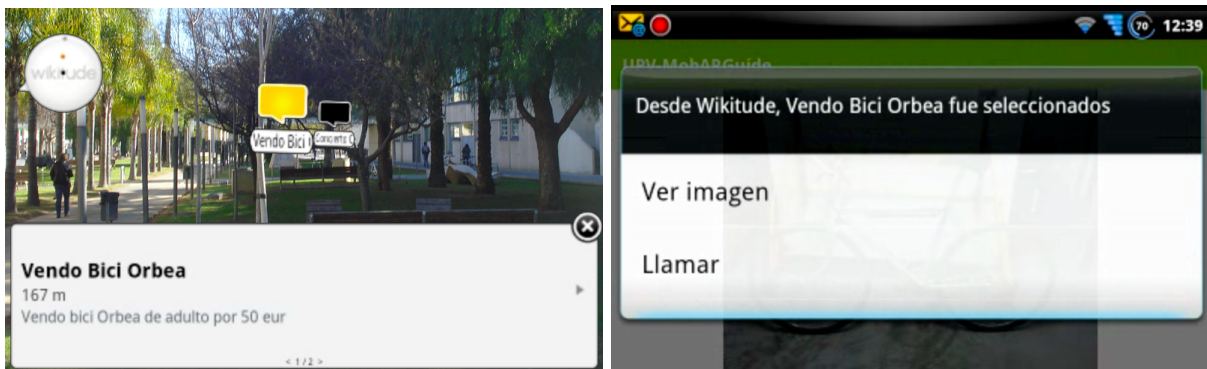 wikitude
Vendo Bici
Concerts
Vendo Bici Orbea
167 m
Vendo bici Orbea de adulto por 50 eur
< 1 / 2 >
70 12:39
UPV-MobARGuide
Desde Wikitude, Vendo Bici Orbea fue seleccionados
Ver imagen
Llamar